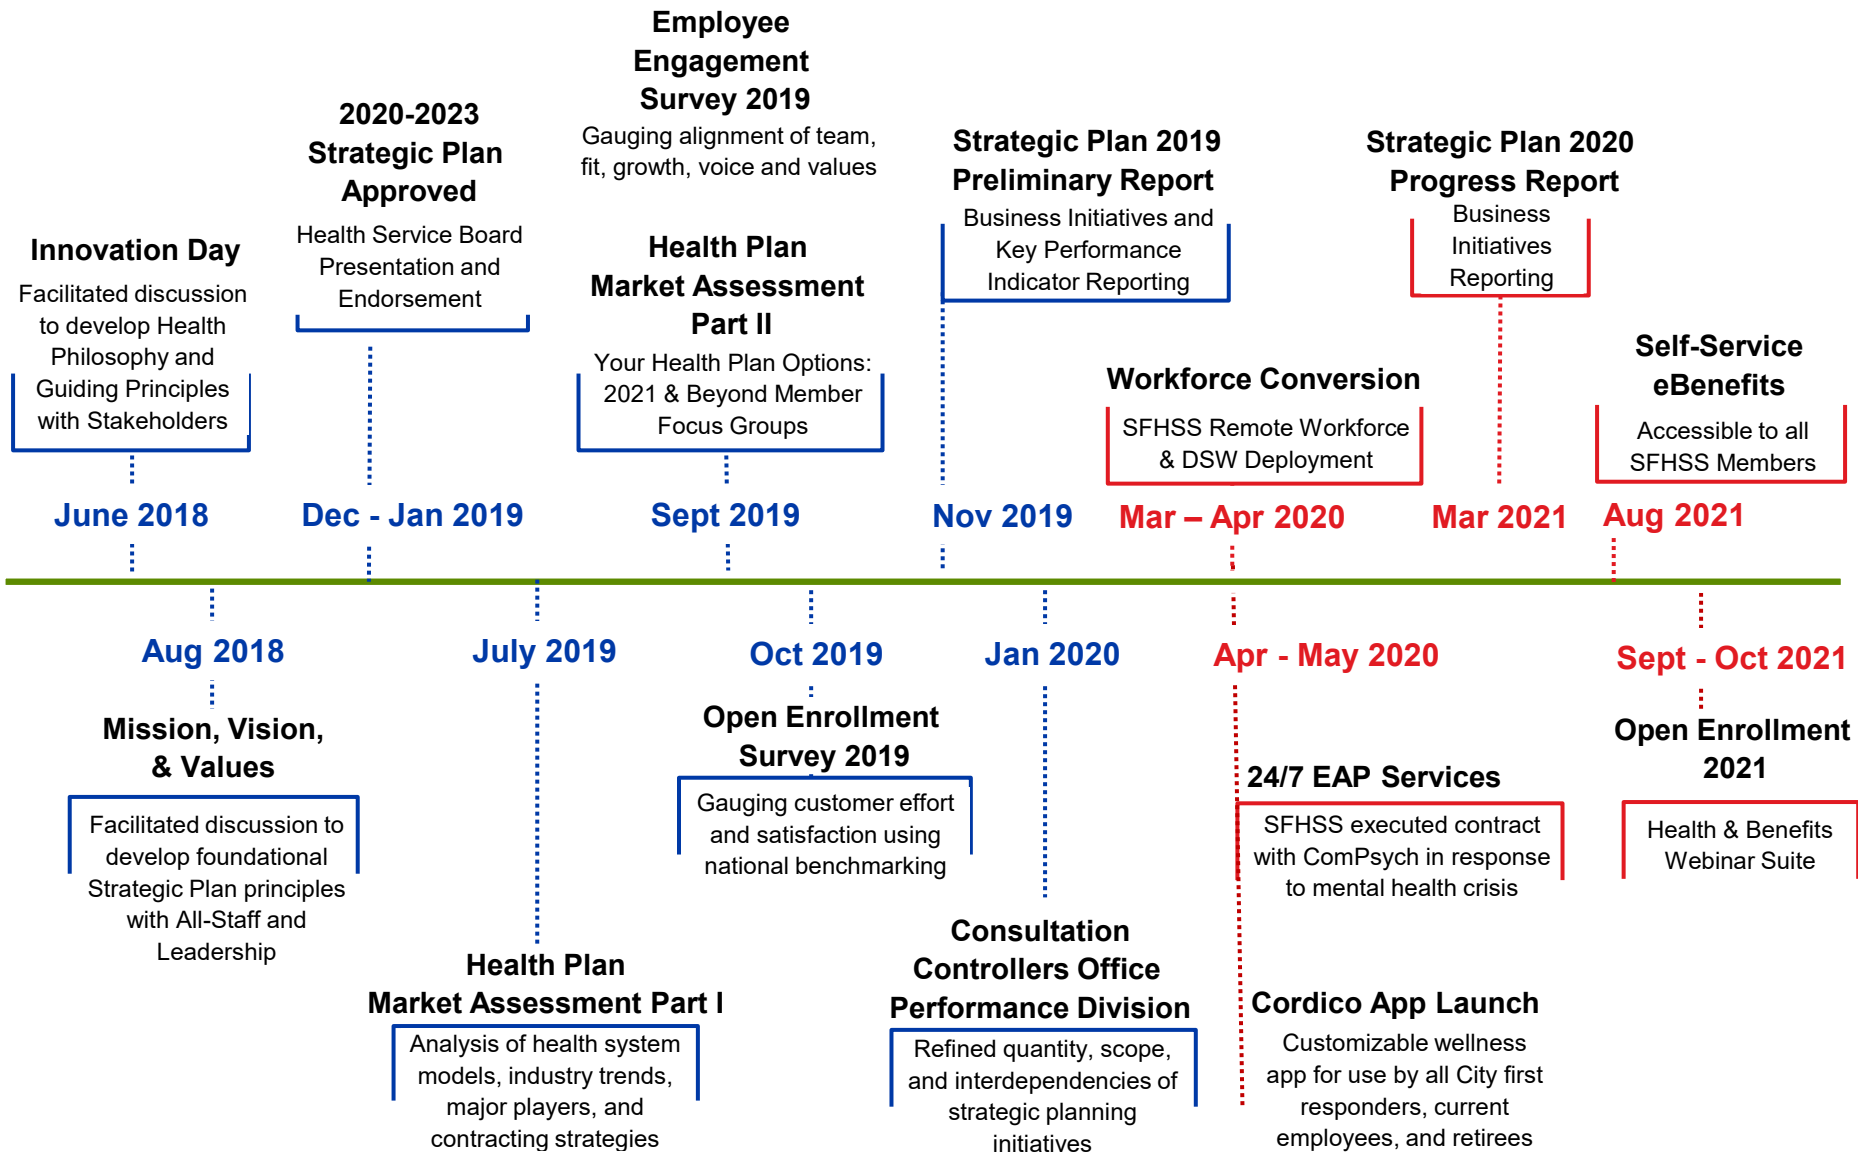 Innovation Day
Facilitated discussion
to develop Health
Philosophy and
Guiding Principles
with Stakeholders
June 2018
2020-2023
Strategic Plan
Approved
Health Service Board
Presentation and
Endorsement
Dec - Jan 2019
Employee
Engagement
Survey 2019
Gauging alignment of team,
fit, growth, voice and values
Health Plan
Market Assessment
Part II
Your Health Plan Options:
2021 & Beyond Member
Focus Groups
Sept 2019
Strategic Plan 2019
Preliminary Report
Business Initiatives and
Key Performance
Indicator Reporting
Nov 2019
Workforce Conversion
SFHSS Remote Workforce
& DSW Deployment
Mar – Apr 2020
Strategic Plan 2020
Progress Report
Business
Initiatives
Reporting
Mar 2021
Self-Service
eBenefits
Accessible to all
SFHSS Members
Aug 2021
Aug 2018
Mission, Vision,
& Values
Facilitated discussion to
develop foundational
Strategic Plan principles
with All-Staff and
Leadership
July 2019
Health Plan
Market Assessment Part I
Analysis of health system
models, industry trends,
major players, and
contracting strategies
Oct 2019
Open Enrollment
Survey 2019
Gauging customer effort
and satisfaction using
national benchmarking
Jan 2020
Consultation
Controllers Office
Performance Division
Refined quantity, scope,
and interdependencies of
strategic planning
initiatives
Apr - May 2020
24/7 EAP Services
SFHSS executed contract
with ComPsych in response
to mental health crisis
Cordico App Launch
Customizable wellness
app for use by all City first
responders, current
employees, and retirees
Sept - Oct 2021
Open Enrollment
2021
Health & Benefits
Webinar Suite